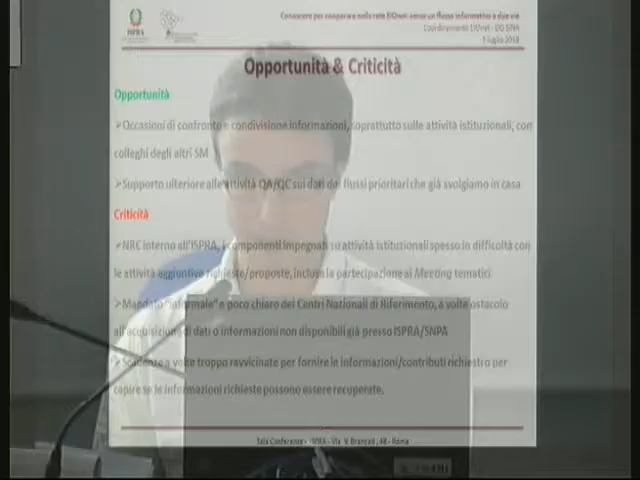 ISPRA
Conoscere per cooperare nella rete EIOnet verso un flusso informativo a due vie
5 luglio 2018
Opportunità & Criticità
Opportunità
➢Occasioni di confronto e condivisione informazioni, soprattutto sulle attività istituzionali, con
colleghi degli altri SM
➢Supporto ulteriore alle attività QA/QC sui dati dei flussi prioritari che già svolgiamo in casa
Criticità
➢NRC interno all'ISPRA, i componenti impegnati su attività istituzionali spesso in difficoltà con
le attività aggiuntive richieste/proposte, inclusa la partecipazione ai Meeting tematici
➢Mandato "informale" e poco chiaro dei Centri Nazionali di Riferimento, a volte ostacolo
all'acquisizione di dati o informazioni non disponibili già presso ISPRA/SNPA
➢Scadenze a volte troppo ravvicinate per fornire le informazioni/contributi richiesti o per
capire se le informazioni richieste possono essere recuperate.
Sala Conferenze - ISPRA - Via V. Brancati, 48 - Roma